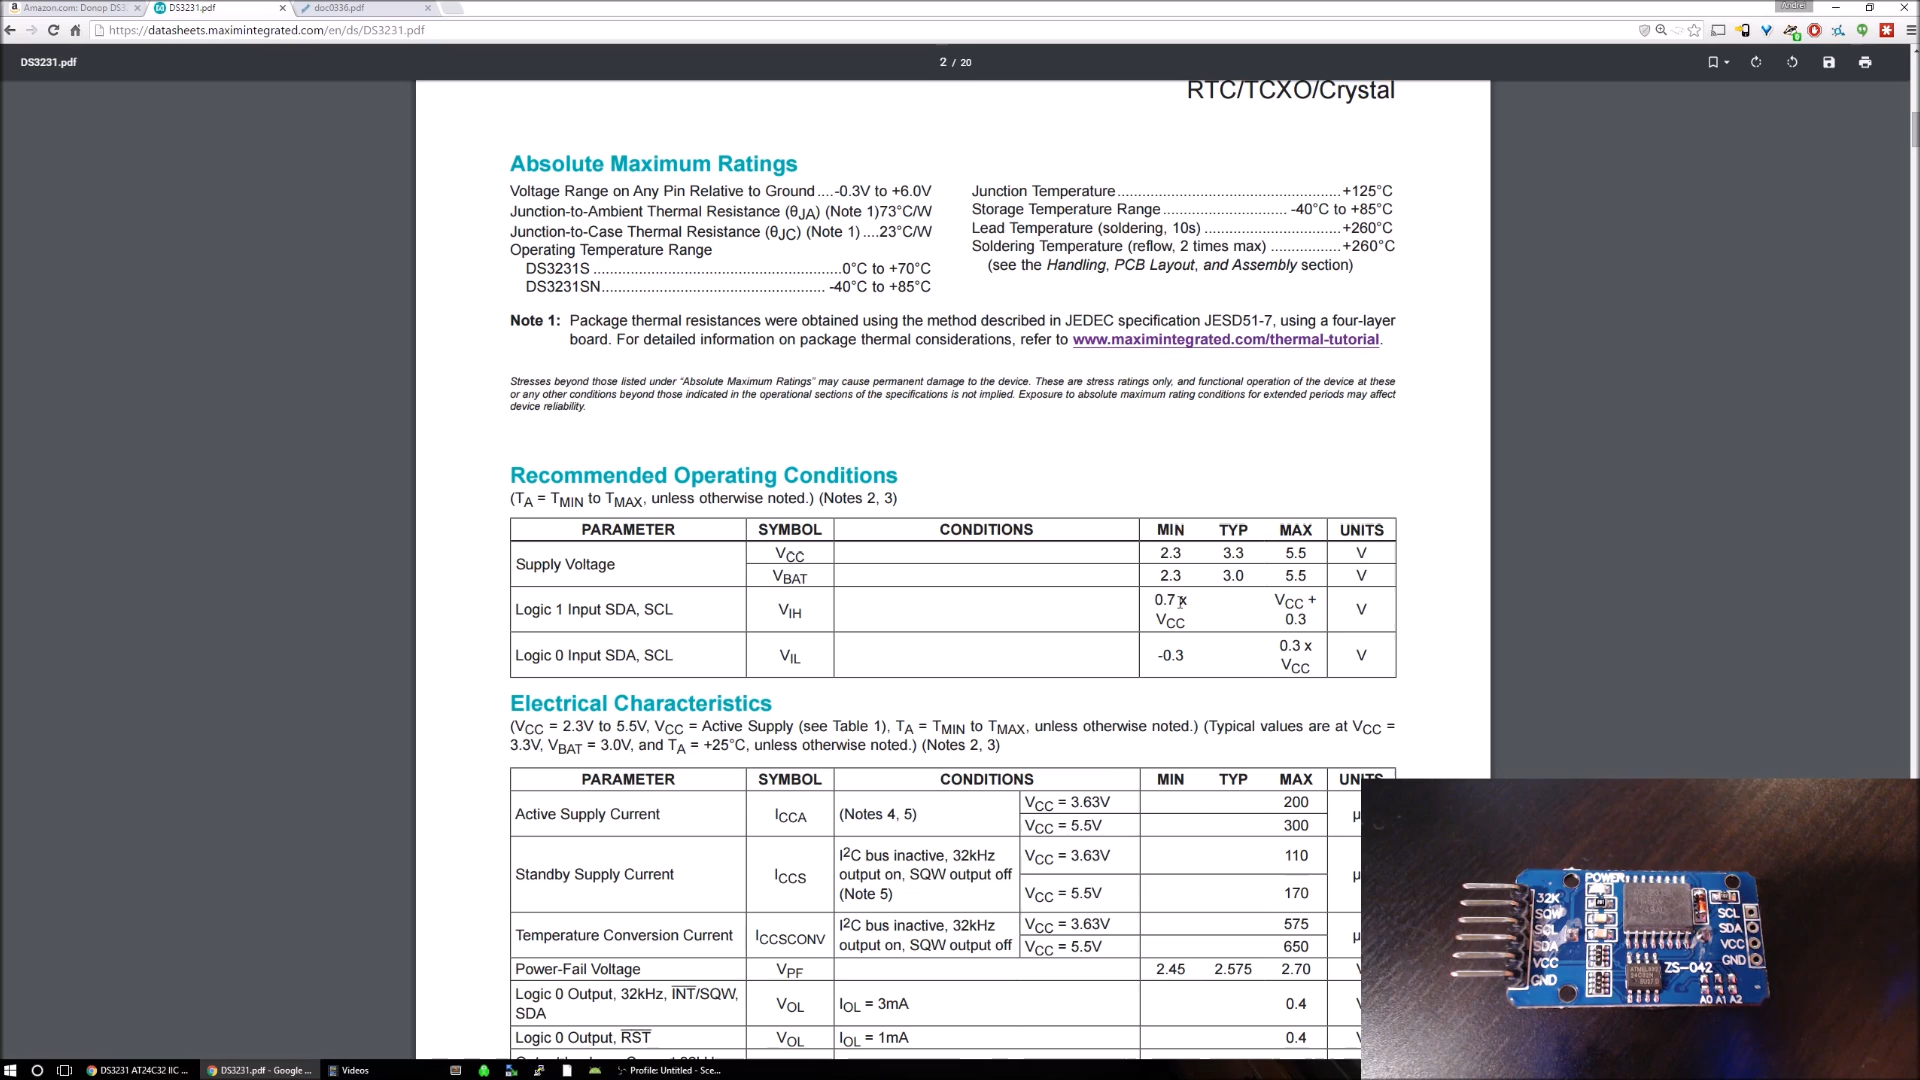 Amazon.com: Donop DS3
DS3231.pdf
doc0336.pdf
Andrei
https://datasheets.maximintegrated.com/en/ds/DS3231.pdf
DS3231.pdf
2 / 20
RTC/TCXO/Crystal
Absolute Maximum Ratings
Voltage Range on Any Pin Relative to Ground ....-0.3V to +6.0V
Junction-to-Ambient Thermal Resistance (θJA) (Note 1)73°C/W
Junction-to-Case Thermal Resistance (θJC) (Note 1) ....23°C/W
Operating Temperature Range
DS3231S ............................................................0°C to +70°C
DS3231SN...................................................... -40°C to +85°C
Junction Temperature......................................................+125°C
Storage Temperature Range .............................. -40°C to +85°C
Lead Temperature (soldering, 10s) .................................+260°C
Soldering Temperature (reflow, 2 times max) .................+260°C
(see the Handling, PCB Layout, and Assembly section)
Note 1: Package thermal resistances were obtained using the method described in JEDEC specification JESD51-7, using a four-layer
board. For detailed information on package thermal considerations, refer to www.maximintegrated.com/thermal-tutorial.
Stresses beyond those listed under “Absolute Maximum Ratings” may cause permanent damage to the device. These are stress ratings only, and functional operation of the device at these
or any other conditions beyond those indicated in the operational sections of the specifications is not implied. Exposure to absolute maximum rating conditions for extended periods may affect
device reliability.
Recommended Operating Conditions
(TA = TMIN to TMAX, unless otherwise noted.) (Notes 2, 3)
PARAMETER SYMBOL CONDITIONS MIN TYP MAX UNITS
Supply Voltage VCC 2.3 3.3 5.5 V
VBAT 2.3 3.0 5.5 V
Logic 1 Input SDA, SCL VIH 0.7 x VCC VCC + 0.3 V
Logic 0 Input SDA, SCL VIL -0.3 0.3 x VCC V
Electrical Characteristics
(VCC = 2.3V to 5.5V, VCC = Active Supply (see Table 1), TA = TMIN to TMAX, unless otherwise noted.) (Typical values are at VCC =
3.3V, VBAT = 3.0V, and TA = +25°C, unless otherwise noted.) (Notes 2, 3)
PARAMETER SYMBOL CONDITIONS MIN TYP MAX UNITS
Active Supply Current ICCA (Notes 4, 5) VCC = 3.63V 200 µ
VCC = 5.5V 300
Standby Supply Current ICCS I2C bus inactive, 32kHz output on, SQW output off (Note 5) VCC = 3.63V 110 µ
VCC = 5.5V 170
Temperature Conversion Current ICCSCONV I2C bus inactive, 32kHz output on, SQW output off VCC = 3.63V 575 µ
VCC = 5.5V 650
Power-Fail Voltage VPF 2.45 2.575 2.70 V
Logic 0 Output, 32kHz, INT/SQW, SDA VOL IOL = 3mA 0.4 V
Logic 0 Output, RST VOL IOL = 1mA 0.4
POWER
32K
SQW
SCL
SDA
VCC
GND
SCL
SDA
VCC
GND
ZS-042
A0 A1 A2
DS3231 AT24C32 IIC ...
DS3231.pdf - Google ...
Videos
Profile: Untitled - Sce...